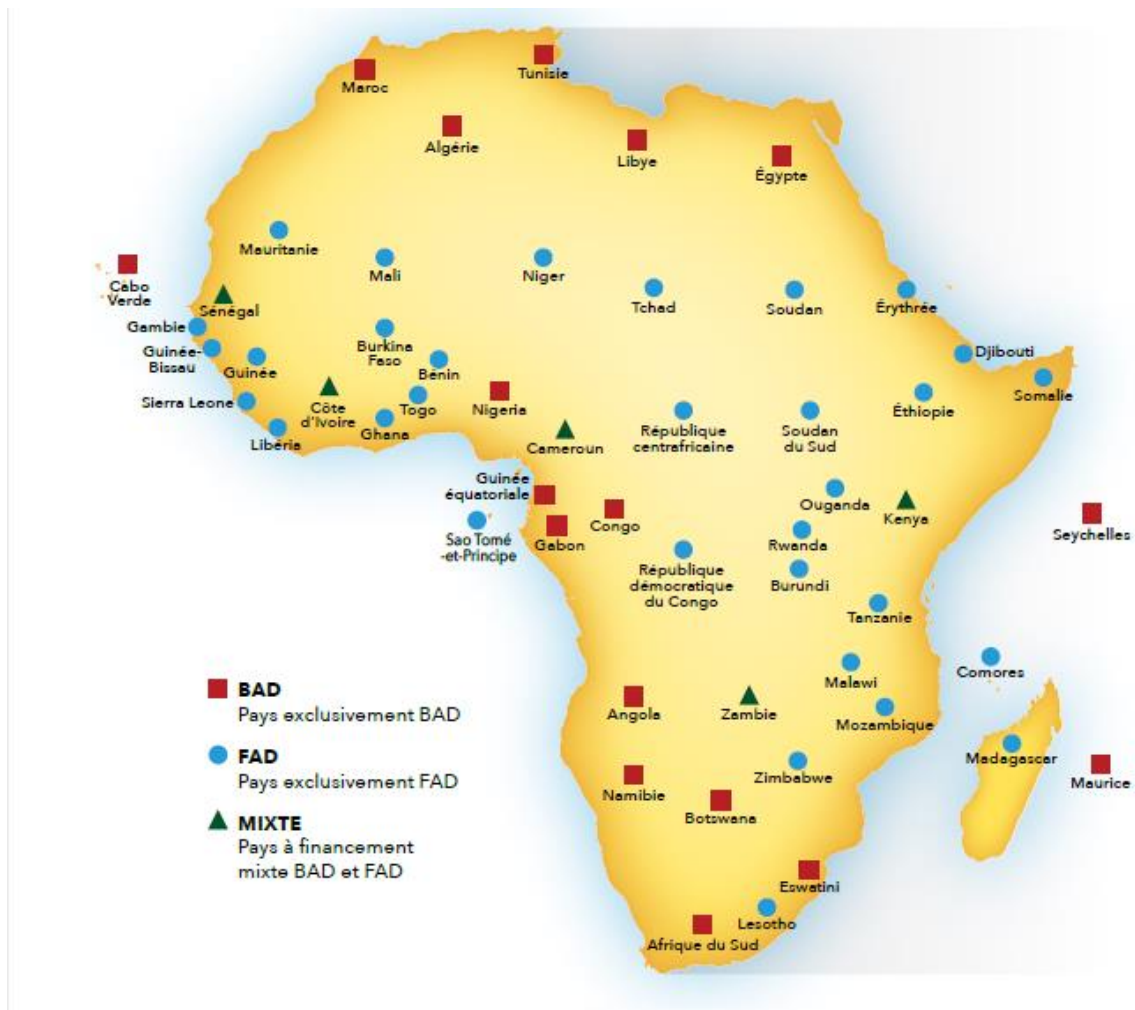 Tunisie
Maroc
Algérie
Libye
Égypte
Mauritanie
Mali
Niger
Tchad
Soudan
Érythrée
Cabo
Verde
Sénégal
Gambie
Guinée-
Bissau
Guinée
Burkina
Faso
Bénin
Djibouti
Somalie
Sierra Leone
Côte
d'Ivoire
Togo
Nigeria
Éthiopie
Libéria
Ghana
Cameroun
République
centrafricaine
Soudan
du Sud
Guinée
équatoriale
Ouganda
Kenya
Sao Tomé
-et-Principe
Gabon
Congo
Rwanda
Seychelles
République
démocratique
du Congo
Burundi
Tanzanie
Comores
Malawi
Angola
Zambie
Mozambique
Madagascar
Maurice
Zimbabwe
Namibie
Botswana
Eswatini
Lesotho
Afrique du Sud
BAD
Pays exclusivement BAD
FAD
Pays exclusivement FAD
MIXTE
Pays à financement
mixte BAD et FAD